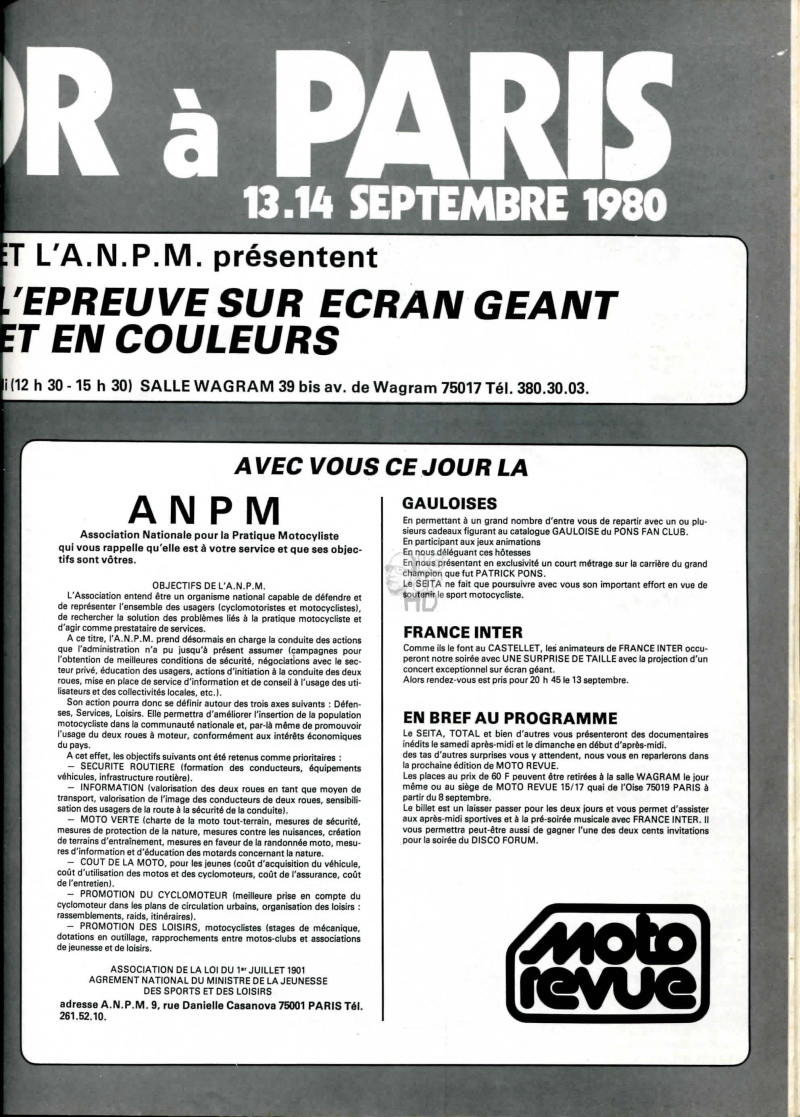 OR à PARIS
13.14 SEPTEMBRE 1980
ET L'A.N.P.M. présentent
L'EPREUVE SUR ECRAN GEANT
ET EN COULEURS
i (12 h 30 - 15 h 30) SALLE WAGRAM 39 bis av. de Wagram 75017 Tél. 380.30.03.
AVEC VOUS CE JOUR LA
ANPM
Association Nationale pour la Pratique Motocycliste
qui vous rappelle qu'elle est à votre service et que ses objec-
tifs sont vôtres.
OBJECTIFS DE L'A.N.P.M.
L'Association entend être un organisme national capable de défendre et
de représenter l'ensemble des usagers (cyclomotoristes et motocyclistes),
de rechercher la solution des problèmes liés à la pratique motocycliste et
d'agir comme prestataire de services.
A ce titre, l'A.N.P.M. prend désormais en charge la conduite des actions
que l'administration n'a pu jusqu'à présent assumer (campagnes pour
l'obtention de meilleures conditions de sécurité, négociations avec le sec-
teur privé, éducation des usagers, actions d'initiation à la conduite des deux
roues, mise en place de service d'information et de conseil à l'usage des uti-
lisateurs et des collectivités locales, etc.).
Son action pourra donc se définir autour des trois axes suivants : Défen-
ses, Services, Loisirs. Elle permettra d'améliorer l'insertion de la population
motocycliste dans la communauté nationale et, par-là même de promouvoir
l'usage du deux roues à moteur, conformément aux intérêts économiques
du pays.
A cet effet, les objectifs suivants ont été retenus comme prioritaires :
— SECURITE ROUTIERE (formation des conducteurs, équipements
véhicules, infrastructure routière).
— INFORMATION (valorisation des deux roues en tant que moyen de
transport, valorisation de l'image des conducteurs de deux roues, sensibili-
sation des usagers de la route à la sécurité de la conduite).
— MOTO VERTE (charte de la moto tout-terrain, mesures de sécurité,
mesures de protection de la nature, mesures contre les nuisances, création
de terrains d'entraînement, mesures en faveur de la randonnée moto, mesu-
res d'information et d'éducation des motards concernant la nature.
— COUT DE LA MOTO, pour les jeunes (coût d'acquisition du véhicule,
coût d'utilisation des motos et des cyclomoteurs, coût de l'assurance, coût
de l'entretien).
— PROMOTION DU CYCLOMOTEUR (meilleure prise en compte du
cyclomoteur dans les plans de circulation urbains, organisation des loisirs :
rassemblements, raids, itinéraires).
— PROMOTION DES LOISIRS, motocyclistes (stages de mécanique,
dotations en outillage, rapprochements entre motos-clubs et associations
de jeunesse et de loisirs.
ASSOCIATION DE LA LOI DU 1er JUILLET 1901
AGREMENT NATIONAL DU MINISTRE DE LA JEUNESSE
DES SPORTS ET DES LOISIRS
adresse A.N.P.M. 9, rue Danielle Casanova 75001 PARIS Tél.
261.52.10.
GAULOISES
En permettant à un grand nombre d'entre vous de repartir avec un ou plu-
sieurs cadeaux figurant au catalogue GAULOISE du PONS FAN CLUB.
En participant aux jeux animations
En nous déléguant ces hôtesses
En nous présentant en exclusivité un court métrage sur la carrière du grand
champion que fut PATRICK PONS.
Le SEITA ne fait que poursuivre avec vous son important effort en vue de
soutenir le sport motocycliste.
HD
FRANCE INTER
Comme ils le font au CASTELLET, les animateurs de FRANCE INTER occu-
peront notre soirée avec UNE SURPRISE DE TAILLE avec la projection d'un
concert exceptionnel sur écran géant.
Alors rendez-vous est pris pour 20 h 45 le 13 septembre.
EN BREF AU PROGRAMME
Le SEITA, TOTAL et bien d'autres vous présenteront des documentaires
inédits le samedi après-midi et le dimanche en début d'après-midi.
des tas d'autres surprises vous y attendent, nous vous en reparlerons dans
la prochaine édition de MOTO REVUE.
Les places au prix de 60 F peuvent être retirées à la salle WAGRAM le jour
même ou au siège de MOTO REVUE 15/17 quai de l'Oise 75019 PARIS à
partir du 8 septembre.
Le billet est un laisser passer pour les deux jours et vous permet d'assister
aux après-midi sportives et à la pré-soirée musicale avec FRANCE INTER. Il
vous permettra peut-être aussi de gagner l'une des deux cents invitations
pour la soirée du DISCO FORUM.
Moto
revue